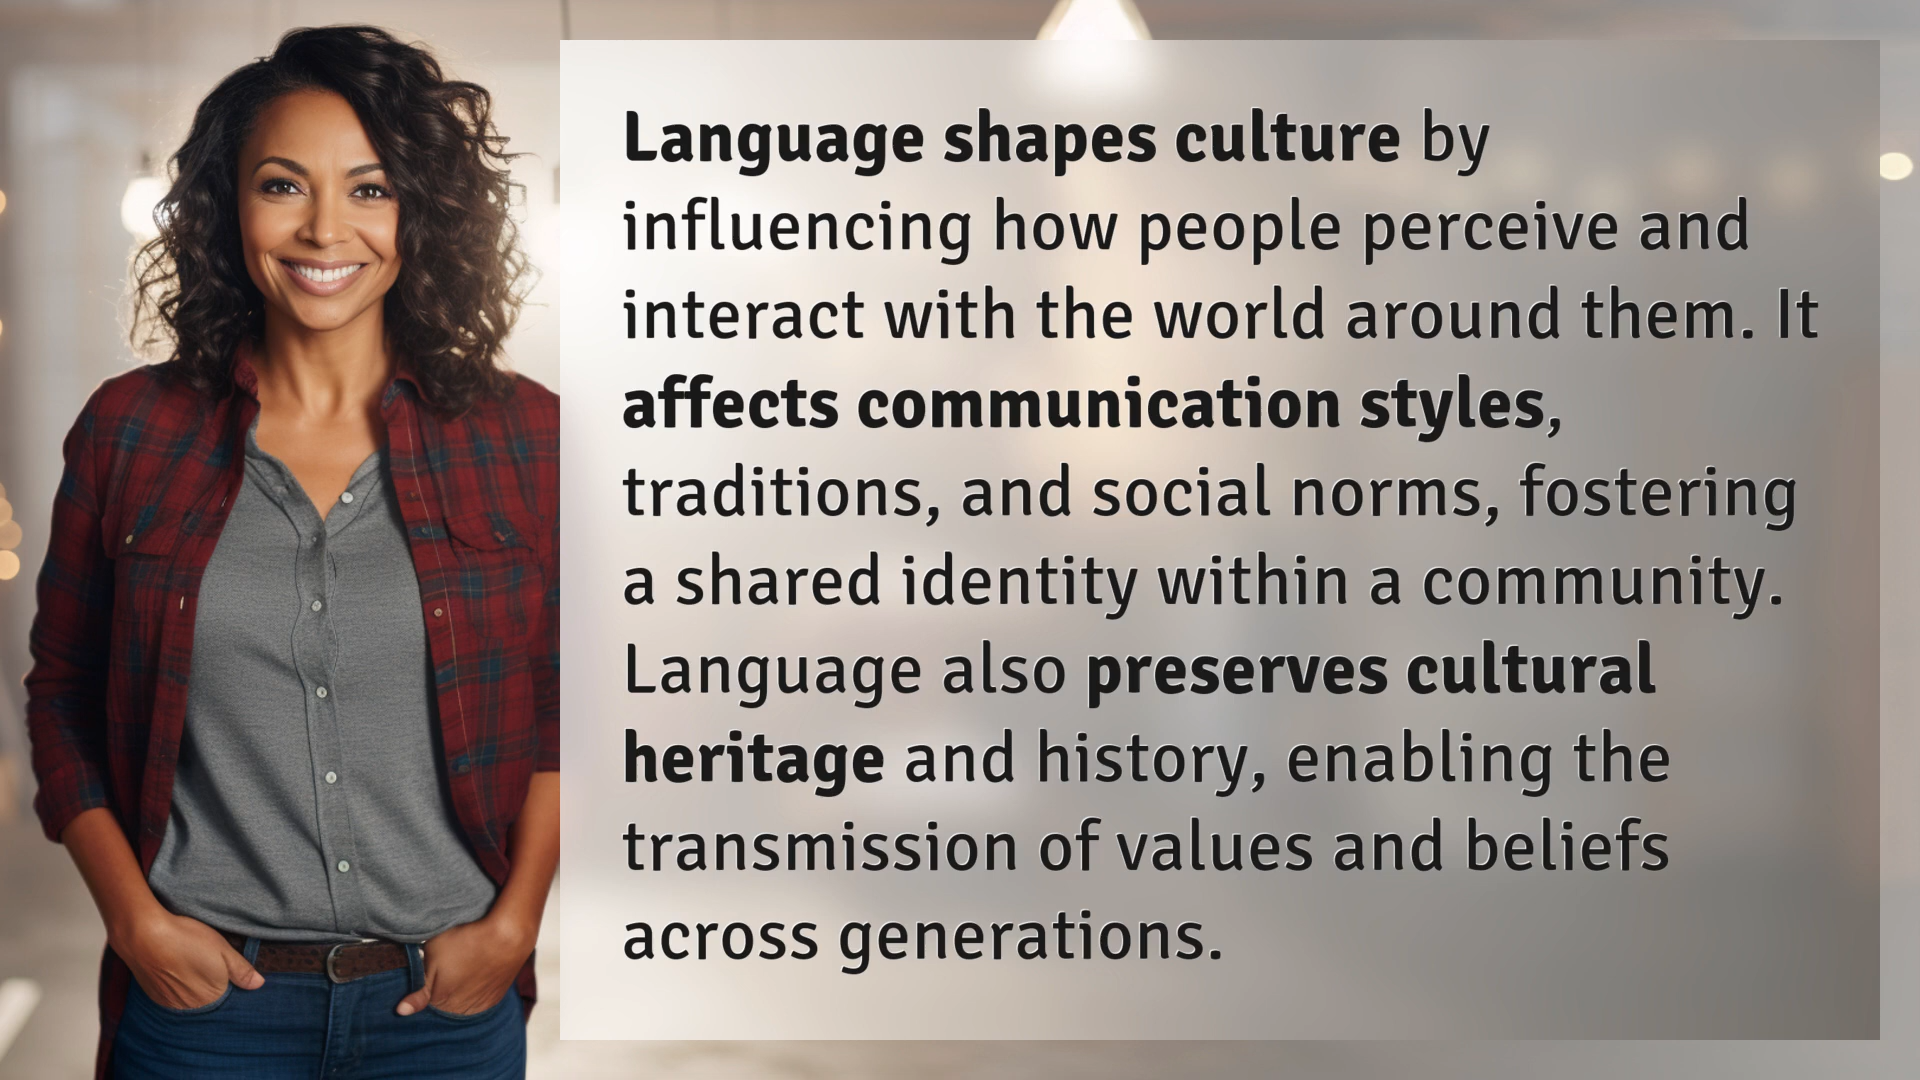 Language shapes culture by
influencing how people perceive and
interact with the world around them. It
affects communication styles,
traditions, and social norms, fostering
a shared identity within a community.
Language also preserves cultural
heritage and history, enabling the
transmission of values and beliefs
across generations.